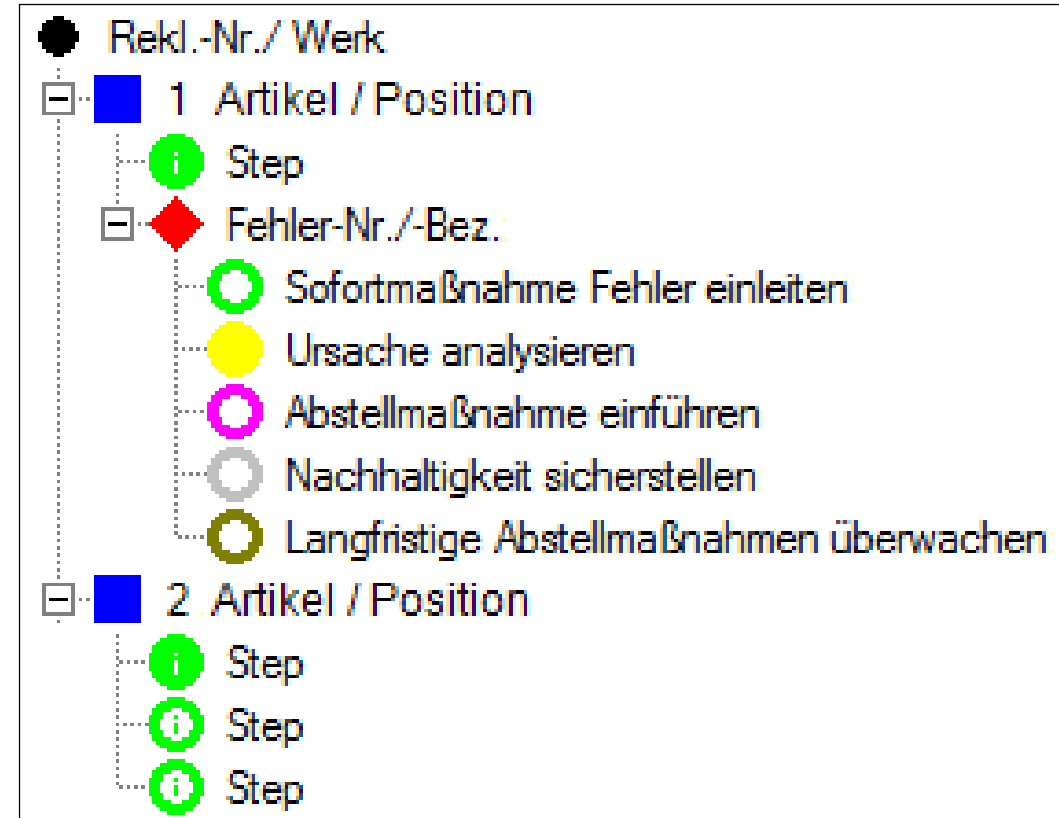 Rekl.-Nr./ Werk
1 Artikel / Position
i Step
Fehler-Nr./-Bez.
Sofortmaßnahme Fehler einleiten
Ursache analysieren
Abstellmaßnahme einführen
Nachhaltigkeit sicherstellen
Langfristige Abstellmaßnahmen überwachen
2 Artikel / Position
i Step
i Step
i Step